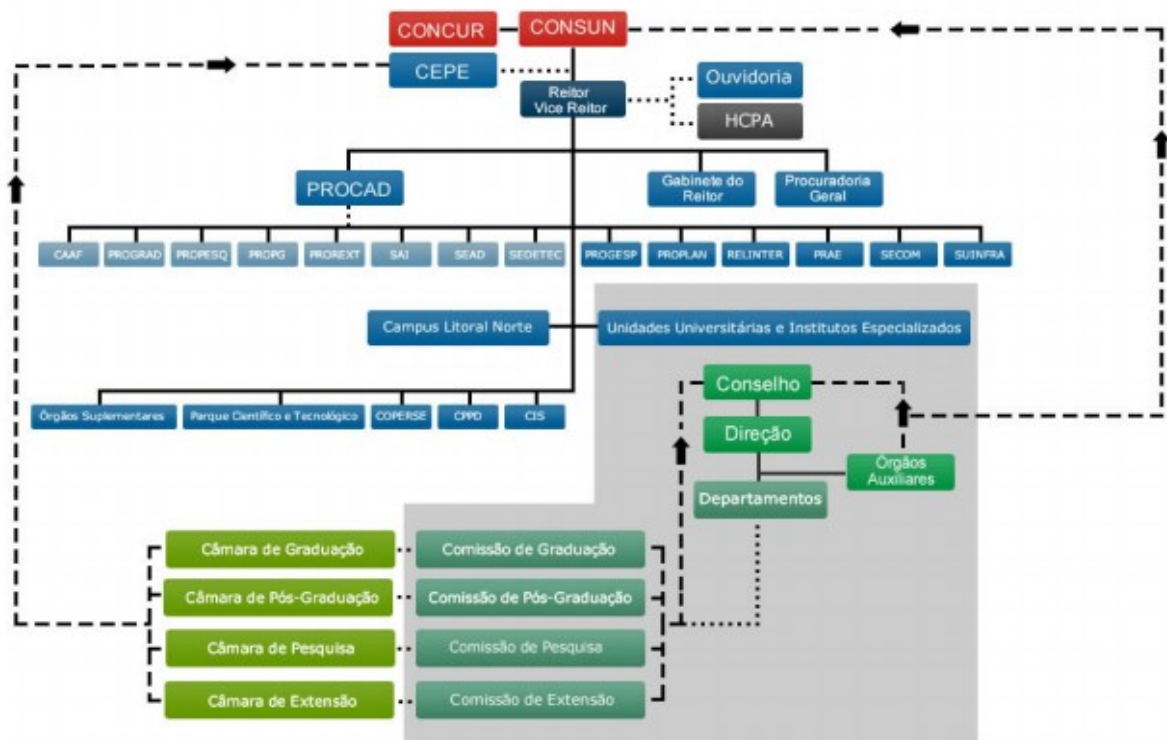 CONCUR
CONSUN
CEPE
Reitor
Vice Reitor
Ouvidoria
HCPA
PROCAD
Gabinete do
Reitor
Procuradoria
Geral
CAAF
PROGRAD
PROPESQ
PROPG
PROREXT
SAI
SEAD
SEDETEC
PROGESP
PROPLAN
RELINTER
PRAE
SECOM
SUINFRA
Campus Litoral Norte
Unidades Universitárias e Institutos Especializados
Conselho
Órgãos Suplementares
Parque Científico e Tecnológico
COPERSE
CPPD
CIS
Direção
Órgãos
Auxiliares
Departamentos
Câmara de Graduação
Comissão de Graduação
Câmara de Pós-Graduação
Comissão de Pós-Graduação
Câmara de Pesquisa
Comissão de Pesquisa
Câmara de Extensão
Comissão de Extensão